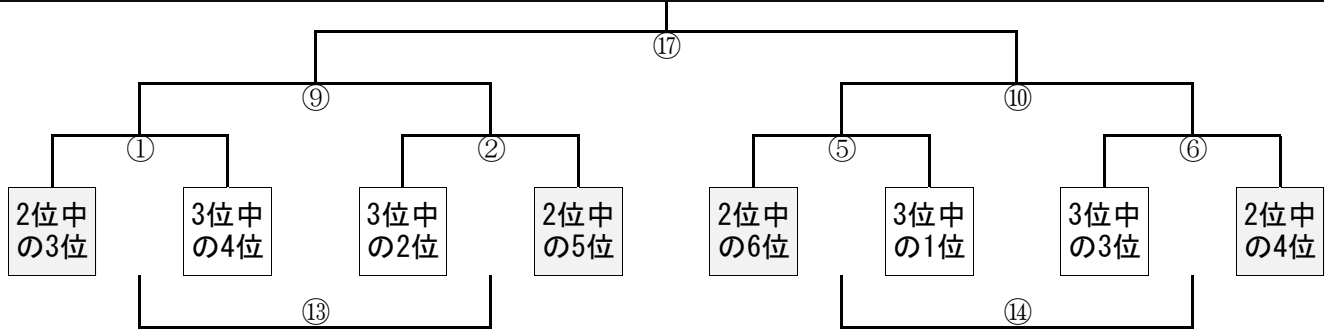 ⑰
⑨
⑩
①
②
⑤
⑥
2位中
の3位
3位中
の4位
3位中
の2位
2位中
の5位
2位中
の6位
3位中
の1位
3位中
の3位
2位中
の4位
⑬
⑭